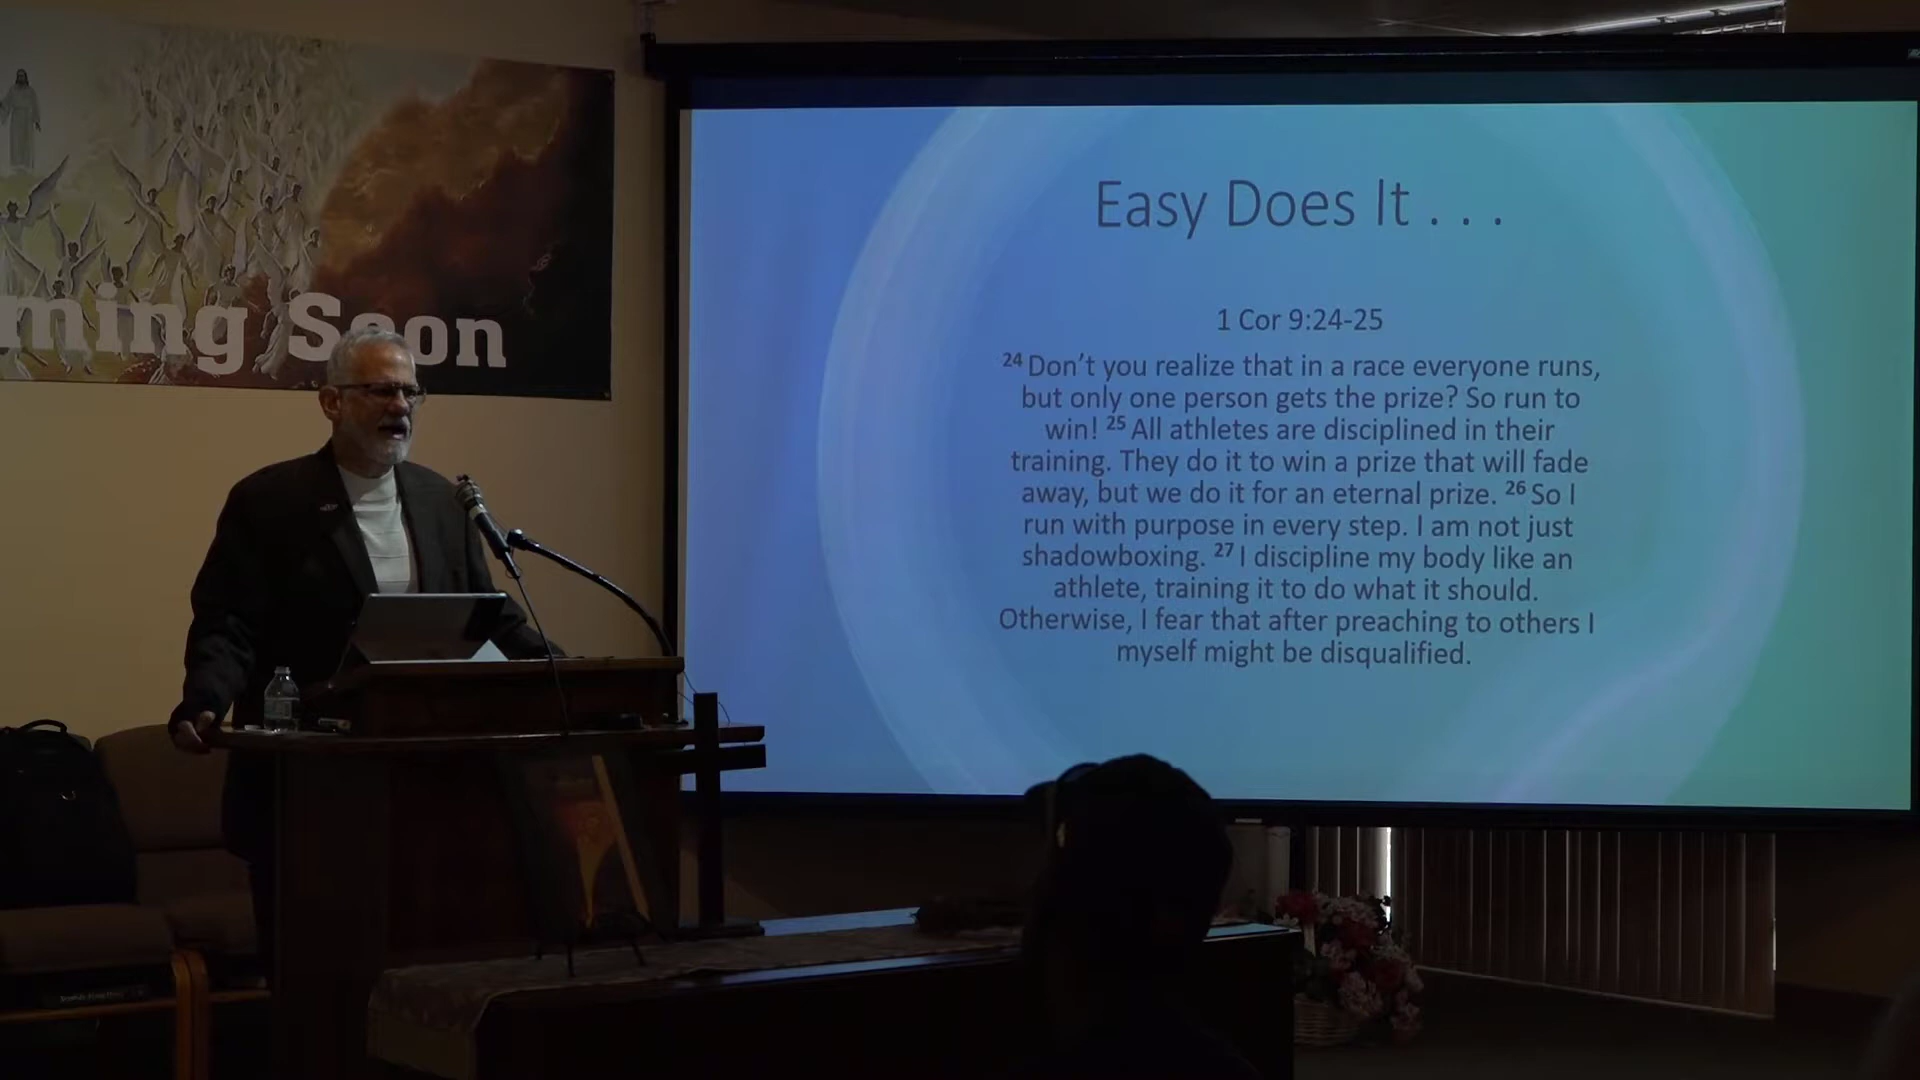 ming Soon
Easy Does It . . .
1 Cor 9:24-25
24 Don't you realize that in a race everyone runs,
but only one person gets the prize? So run to
win! 25 All athletes are disciplined in their
training. They do it to win a prize that will fade
away, but we do it for an eternal prize. 26 So I
run with purpose in every step. I am not just
shadowboxing. 27 I discipline my body like an
athlete, training it to do what it should.
Otherwise, I fear that after preaching to others I
myself might be disqualified.